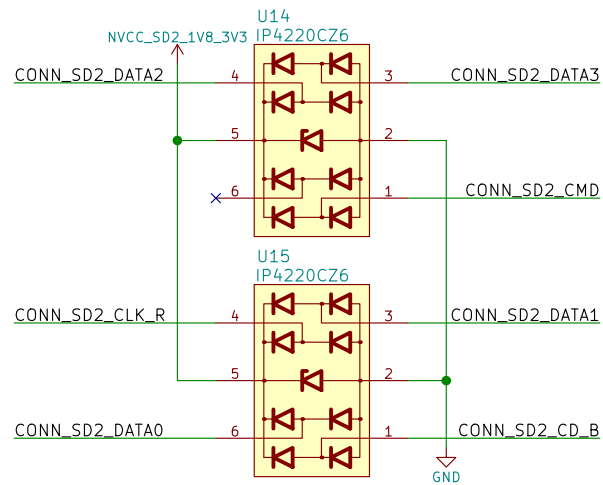 U14
NVCC_SD2_1V8_3V3 IP4220CZ6
CONN_SD2_DATA2 4 3 CONN_SD2_DATA3
5 2
6 1 CONN_SD2_CMD
U15
IP4220CZ6
CONN_SD2_CLK_R 4 3 CONN_SD2_DATA1
5 2
CONN_SD2_DATA0 6 1 CONN_SD2_CD_B
GND